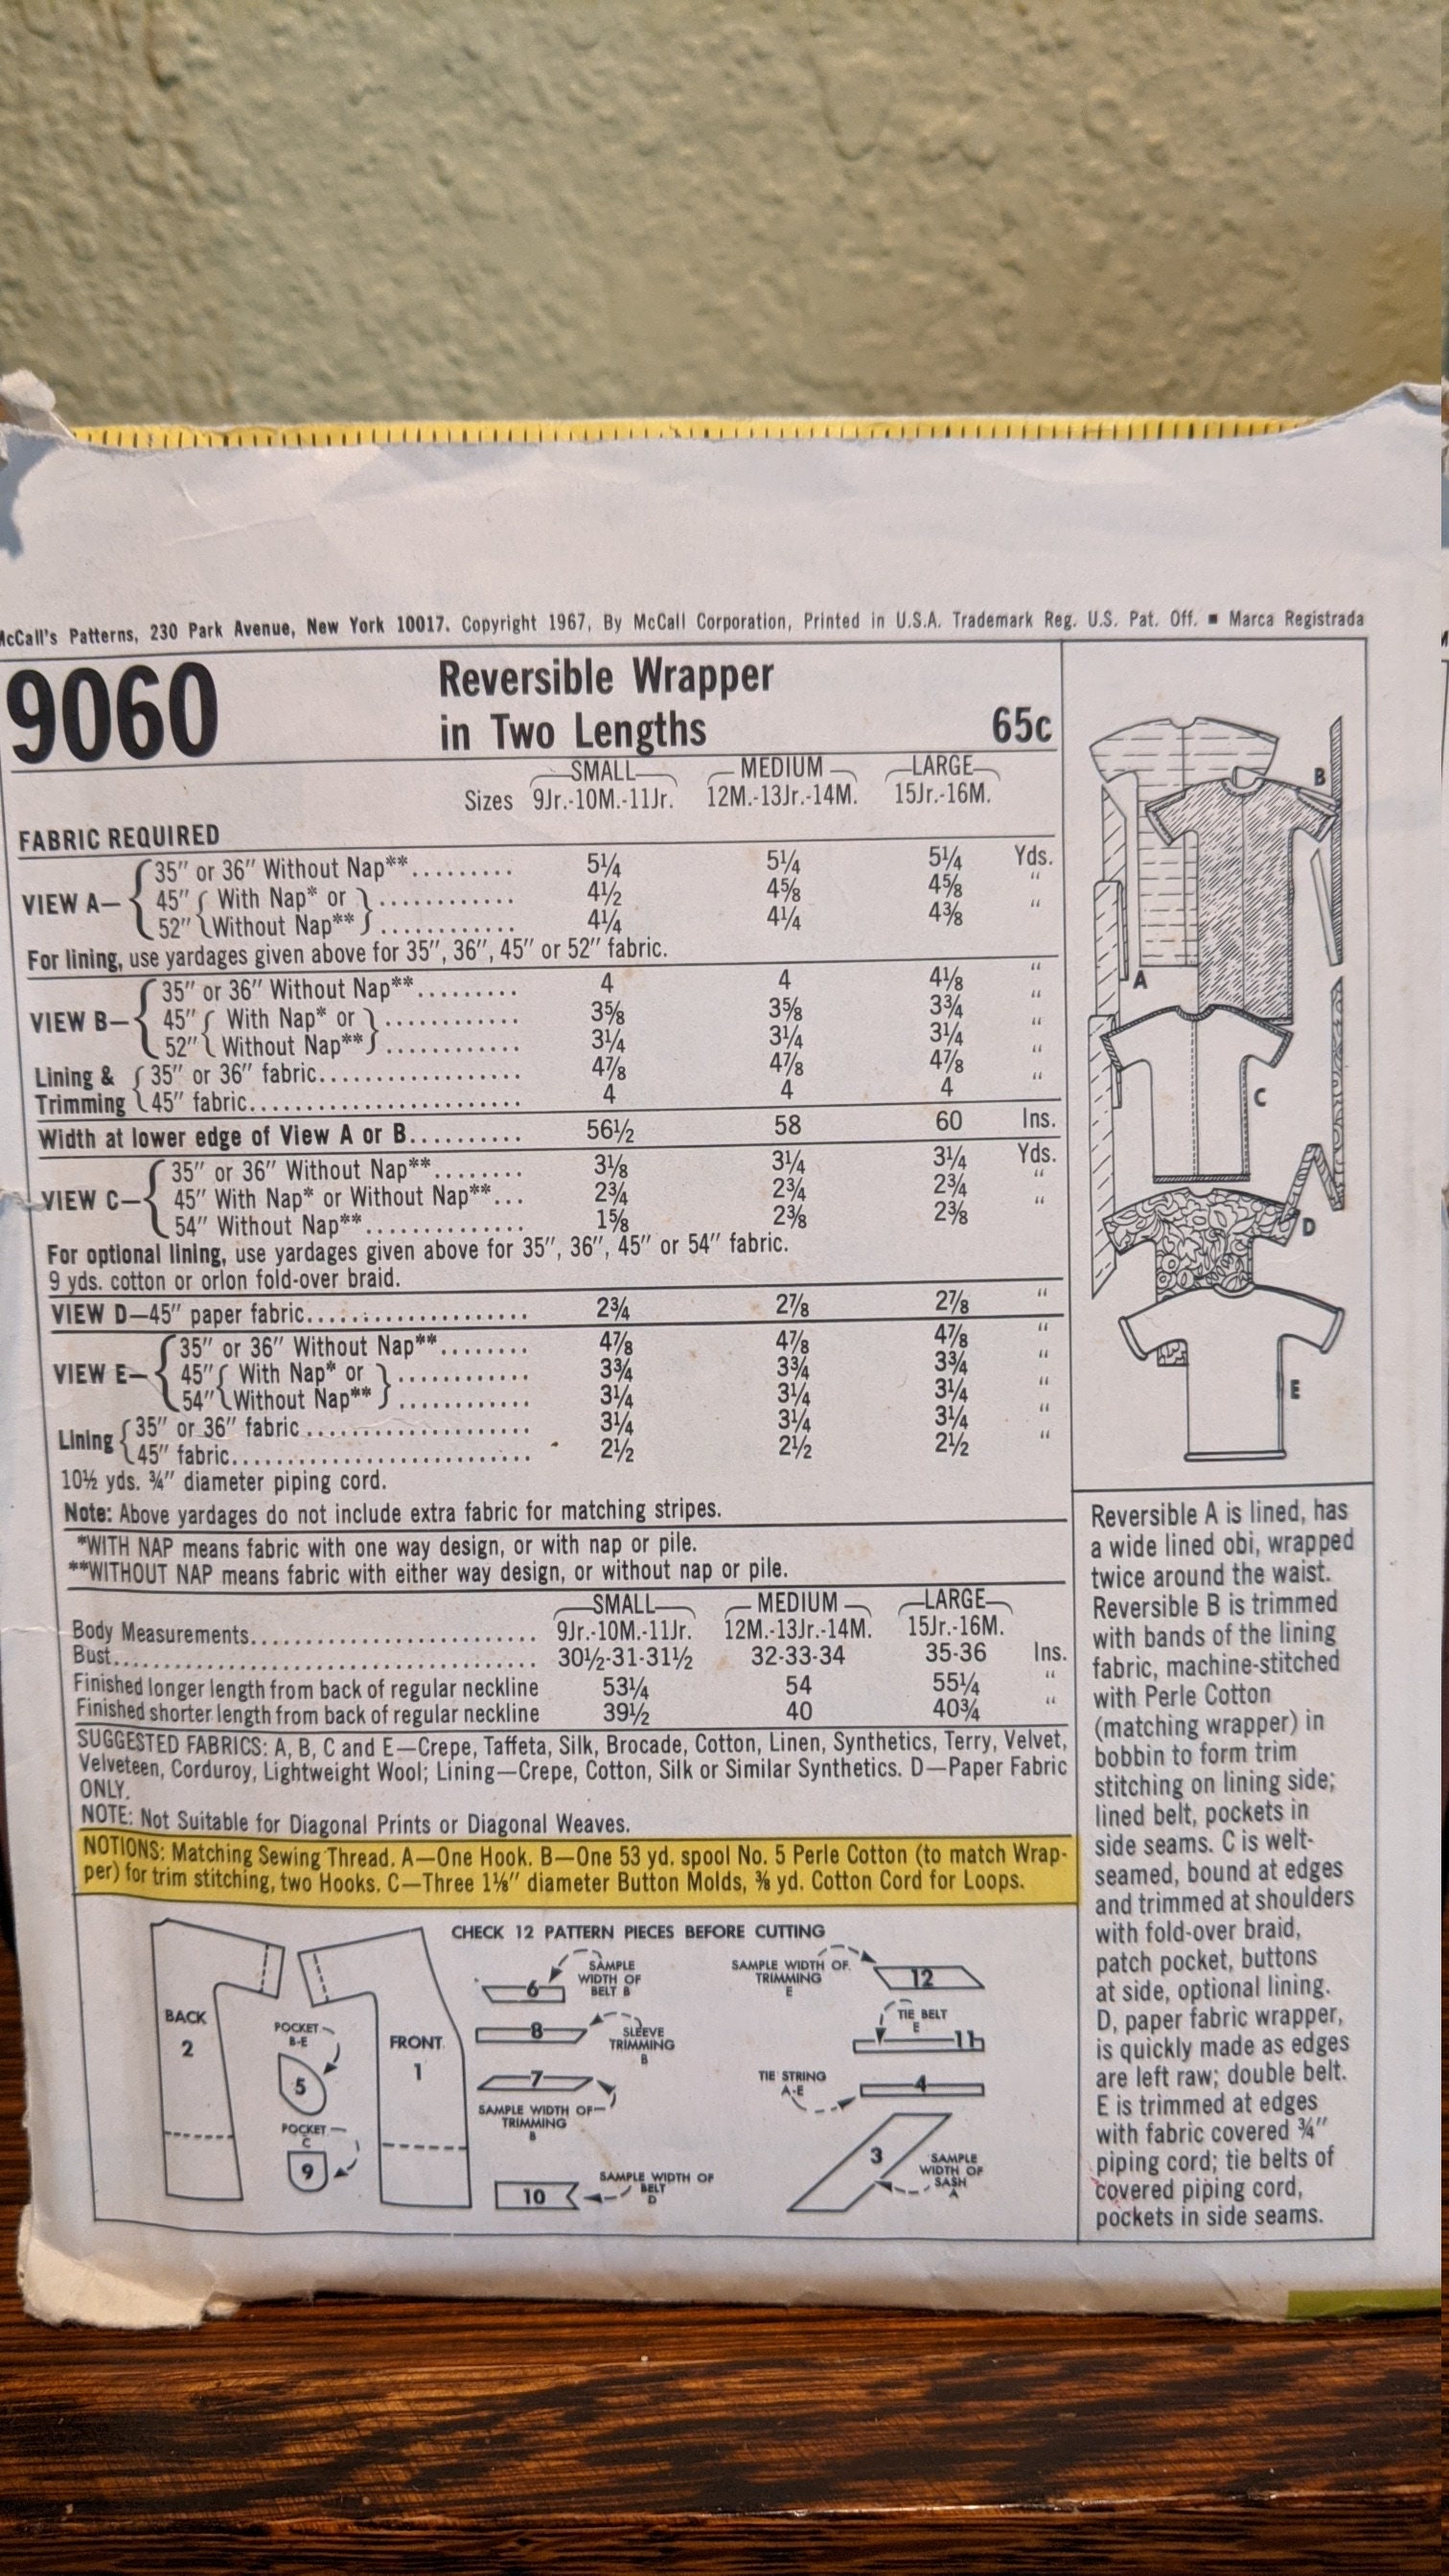 McCall's Patterns, 230 Park Avenue, New York 10017. Copyright 1967, By McCall Corporation, Printed in U.S.A. Trademark Reg. U.S. Pat. Off. ■ Marca Registrada
9060
Reversible Wrapper
in Two Lengths
65c
SMALL MEDIUM LARGE
Sizes 9Jr.-10M.-11Jr. 12M.-13Jr.-14M. 15Jr.-16M.
FABRIC REQUIRED
VIEW A—
35″ or 36″ Without Nap**......... 5¼ 5¼ 5¼ Yds.
45″ With Nap* or ............ 4½ 4⅝ 4⅝ "
52″ Without Nap** ............ 4¼ 4¼ 4⅜ "
For lining, use yardages given above for 35″, 36″, 45″ or 52″ fabric.
VIEW B—
35″ or 36″ Without Nap**......... 4 4 4⅛ "
45″ With Nap* or ............ 3⅝ 3⅝ 3¾ "
52″ Without Nap** ............ 3¼ 3¼ 3¼ "
Lining & 35″ or 36″ fabric.................. 4⅞ 4⅞ 4⅞ "
Trimming 45″ fabric........................ 4 4 4 "
Width at lower edge of View A or B.......... 56½ 58 60 Ins.
VIEW C—
35″ or 36″ Without Nap**........ 3⅛ 3¼ 3¼ Yds.
45″ With Nap* or Without Nap**... 2¾ 2¾ 2¾ "
54″ Without Nap**.............. 1⅝ 2⅜ 2⅜ "
For optional lining, use yardages given above for 35″, 36″, 45″ or 54″ fabric.
9 yds. cotton or orlon fold-over braid.
VIEW D—45″ paper fabric.................... 2¾ 2⅞ 2⅞ "
VIEW E—
35″ or 36″ Without Nap**........ 4⅞ 4⅞ 4⅞ "
45″ With Nap* or ............ 3¾ 3¾ 3¾ "
54″ Without Nap** ............ 3¼ 3¼ 3¼ "
Lining 35″ or 36″ fabric.................... 3¼ 3¼ 3¼ "
45″ fabric........................... 2½ 2½ 2½ "
10½ yds. ¾″ diameter piping cord.
Note: Above yardages do not include extra fabric for matching stripes.
*WITH NAP means fabric with one way design, or with nap or pile.
**WITHOUT NAP means fabric with either way design, or without nap or pile.
SMALL MEDIUM LARGE
Body Measurements.......................... 9Jr.-10M.-11Jr. 12M.-13Jr.-14M. 15Jr.-16M.
Bust....................................... 30½-31-31½ 32-33-34 35-36 Ins.
Finished longer length from back of regular neckline 53¼ 54 55¼ "
Finished shorter length from back of regular neckline 39½ 40 40¾ "
SUGGESTED FABRICS: A, B, C and E—Crepe, Taffeta, Silk, Brocade, Cotton, Linen, Synthetics, Terry, Velvet,
Velveteen, Corduroy, Lightweight Wool; Lining—Crepe, Cotton, Silk or Similar Synthetics. D—Paper Fabric
ONLY.
NOTE: Not Suitable for Diagonal Prints or Diagonal Weaves.
NOTIONS: Matching Sewing Thread. A—One Hook. B—One 53 yd. spool No. 5 Perle Cotton (to match Wrap-
per) for trim stitching, two Hooks. C—Three 1⅛″ diameter Button Molds, ⅜ yd. Cotton Cord for Loops.
CHECK 12 PATTERN PIECES BEFORE CUTTING
BACK
2
POCKET
B-E
5
POCKET
C
9
FRONT
1
6
SAMPLE
WIDTH OF
BELT B
8
SLEEVE
TRIMMING
B
7
SAMPLE WIDTH OF
TRIMMING
B
10
SAMPLE WIDTH OF
BELT
D
SAMPLE WIDTH OF
TRIMMING
E
12
TIE BELT
E
11
TIE STRING
A-E
4
3
SAMPLE
WIDTH OF
SASH
A
B
A
C
D
E
Reversible A is lined, has
a wide lined obi, wrapped
twice around the waist.
Reversible B is trimmed
with bands of the lining
fabric, machine-stitched
with Perle Cotton
(matching wrapper) in
bobbin to form trim
stitching on lining side;
lined belt, pockets in
side seams. C is welt-
seamed, bound at edges
and trimmed at shoulders
with fold-over braid,
patch pocket, buttons
at side, optional lining.
D, paper fabric wrapper,
is quickly made as edges
are left raw; double belt.
E is trimmed at edges
with fabric covered ¾″
piping cord; tie belts of
covered piping cord,
pockets in side seams.